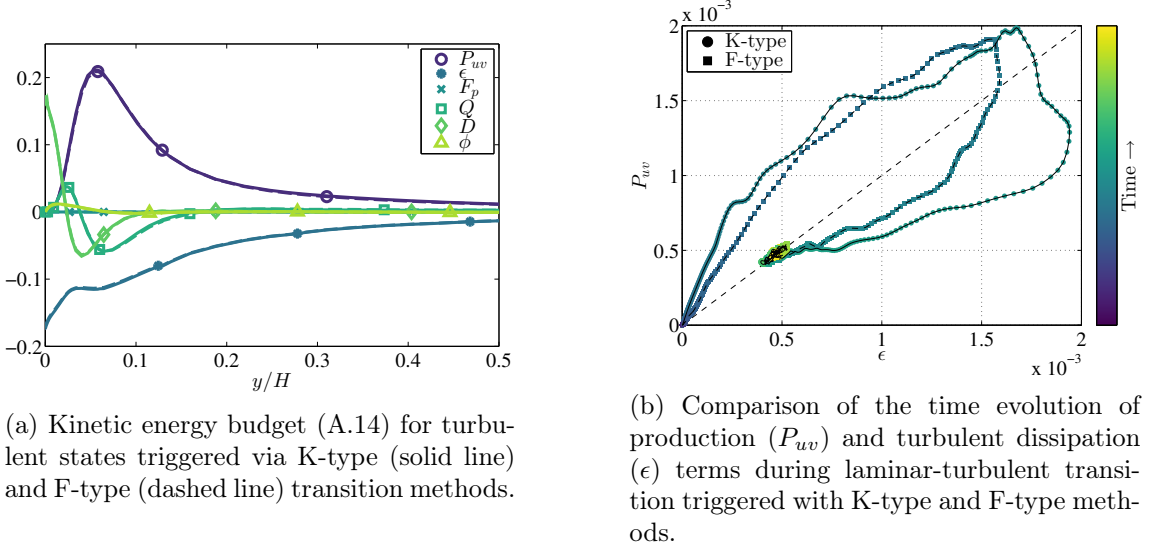 0.2
0.1
0
−0.1
−0.2
0
0.1
0.2
0.3
0.4
0.5
y/H
P_uv
ϵ
F_p
Q
D
ϕ
(a) Kinetic energy budget (A.14) for turbu-
lent states triggered via K-type (solid line)
and F-type (dashed line) transition methods.
x 10⁻³
2
1.5
1
0.5
0
P_uv
K-type
F-type
0
0.5
1
1.5
2
ϵ
x 10⁻³
Time →
(b) Comparison of the time evolution of
production (P_uv) and turbulent dissipation
(ϵ) terms during laminar-turbulent transi-
tion triggered with K-type and F-type meth-
ods.